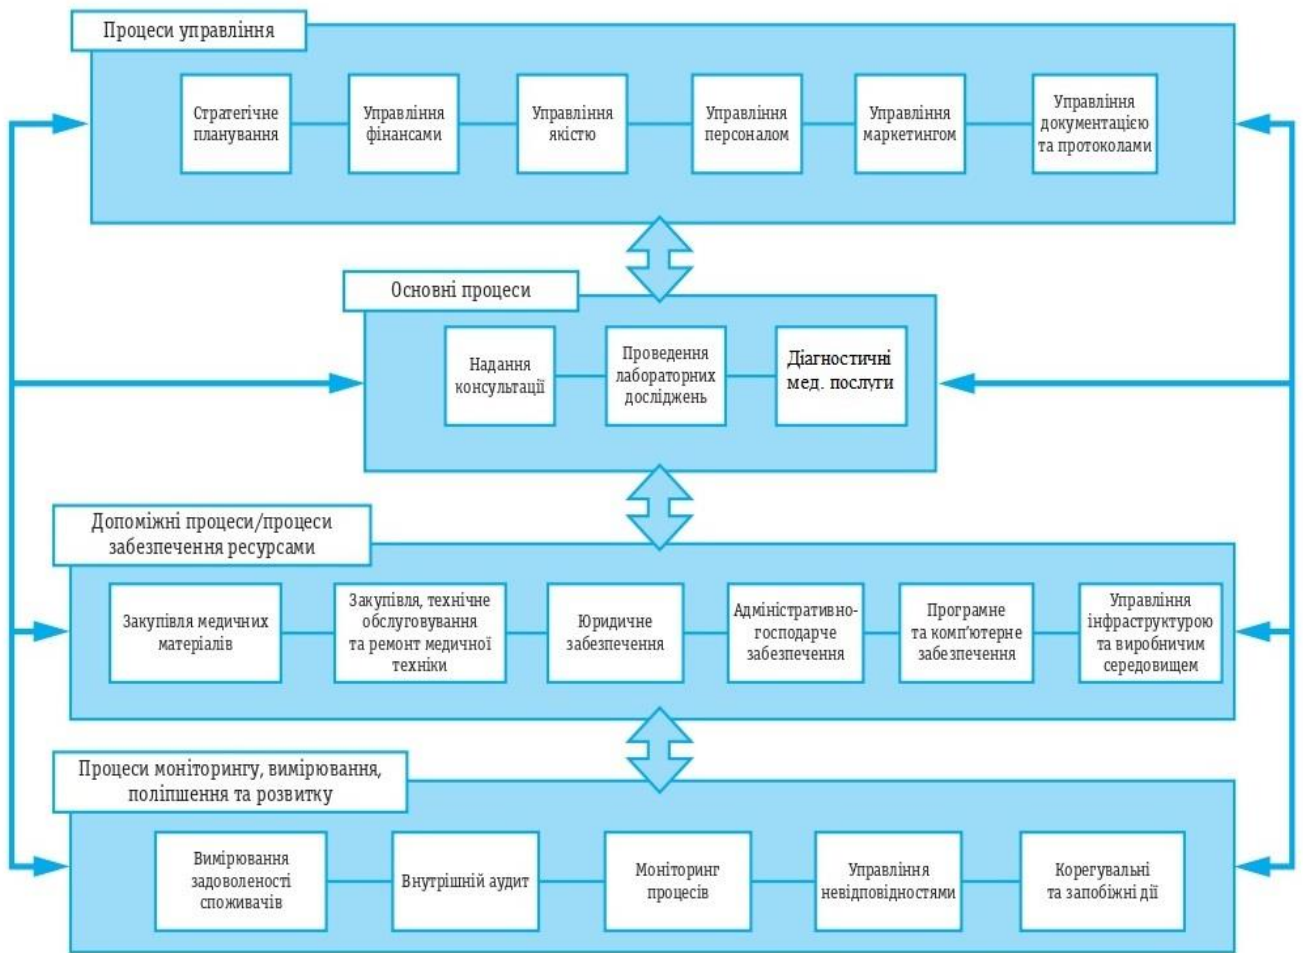 Процеси управління
Стратегічне
планування
Управління
фінансами
Управління
якістю
Управління
персоналом
Управління
маркетингом
Управління
документацією
та протоколами
Основні процеси
Надання
консультації
Проведення
лабораторних
досліджень
Діагностичні
мед. послуги
Допоміжні процеси/процеси
забезпечення ресурсами
Закупівля медичних
матеріалів
Закупівля, технічне
обслуговування
та ремонт медичної
техніки
Юридичне
забезпечення
Адміністративно-
господарче
забезпечення
Програмне
та комп'ютерне
забезпечення
Управління
інфраструктурою
та виробничим
середовищем
Процеси моніторингу, вимірювання,
поліпшення та розвитку
Вимірювання
задоволеності
споживачів
Внутрішній аудит
Моніторинг
процесів
Управління
невідповідностями
Корегувальні
та запобіжні дії